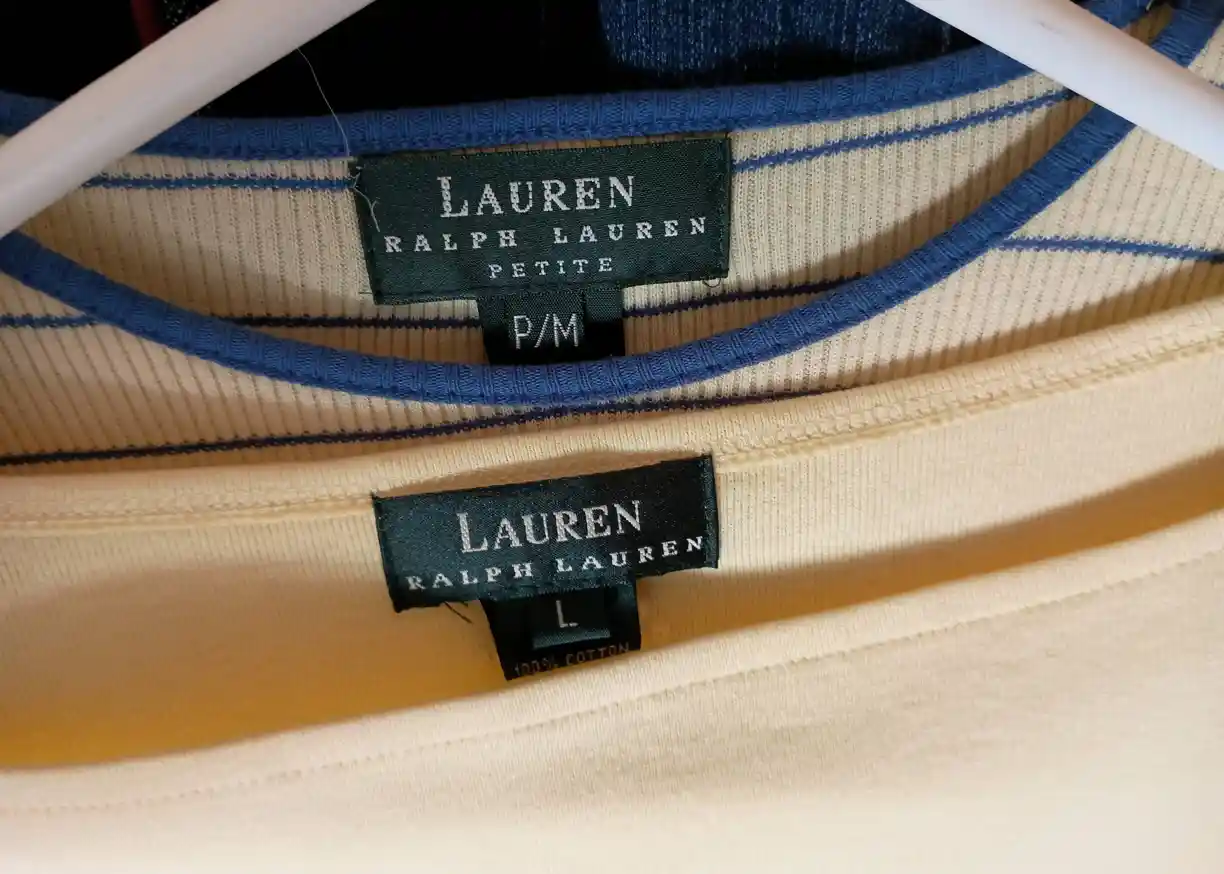 LAUREN
RALPH LAUREN
PETITE
P/M
LAUREN
RALPH LAUREN
L
100% COTTON